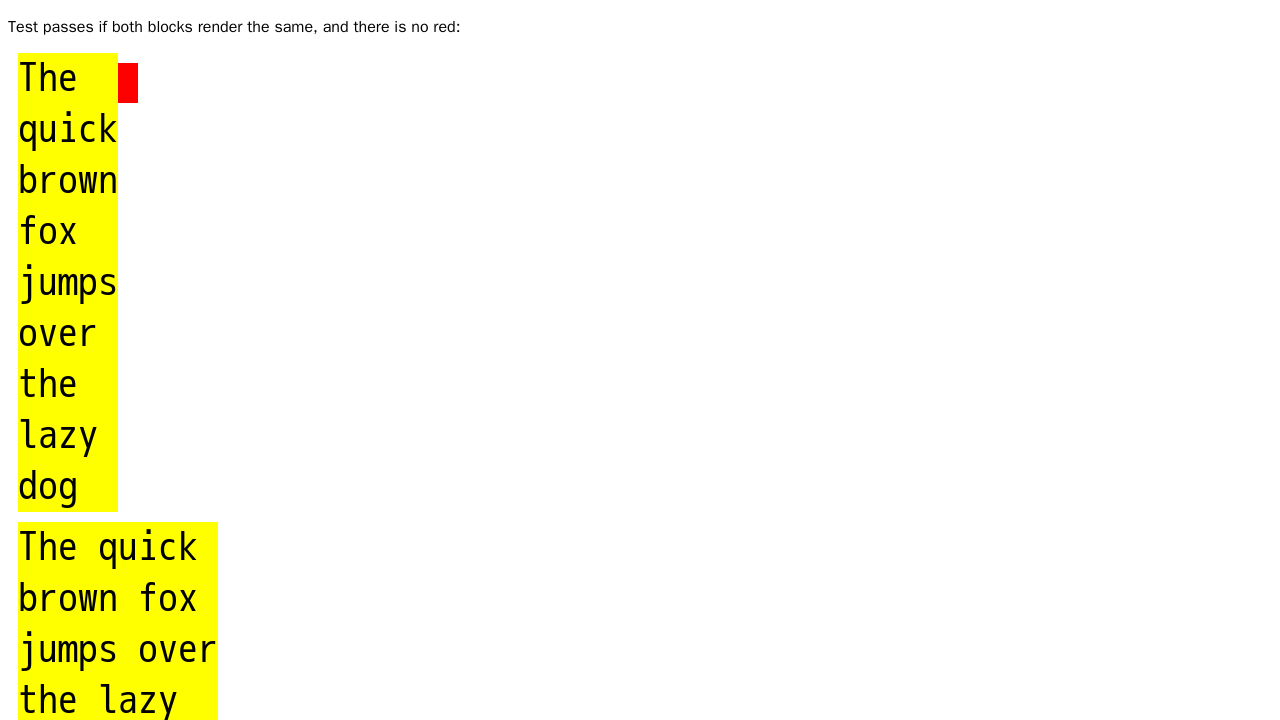 Test passes if both blocks render the same, and there is no red:
The
quick
brown
fox
jumps
over
the
lazy
dog
The quick
brown fox
jumps over
the lazy